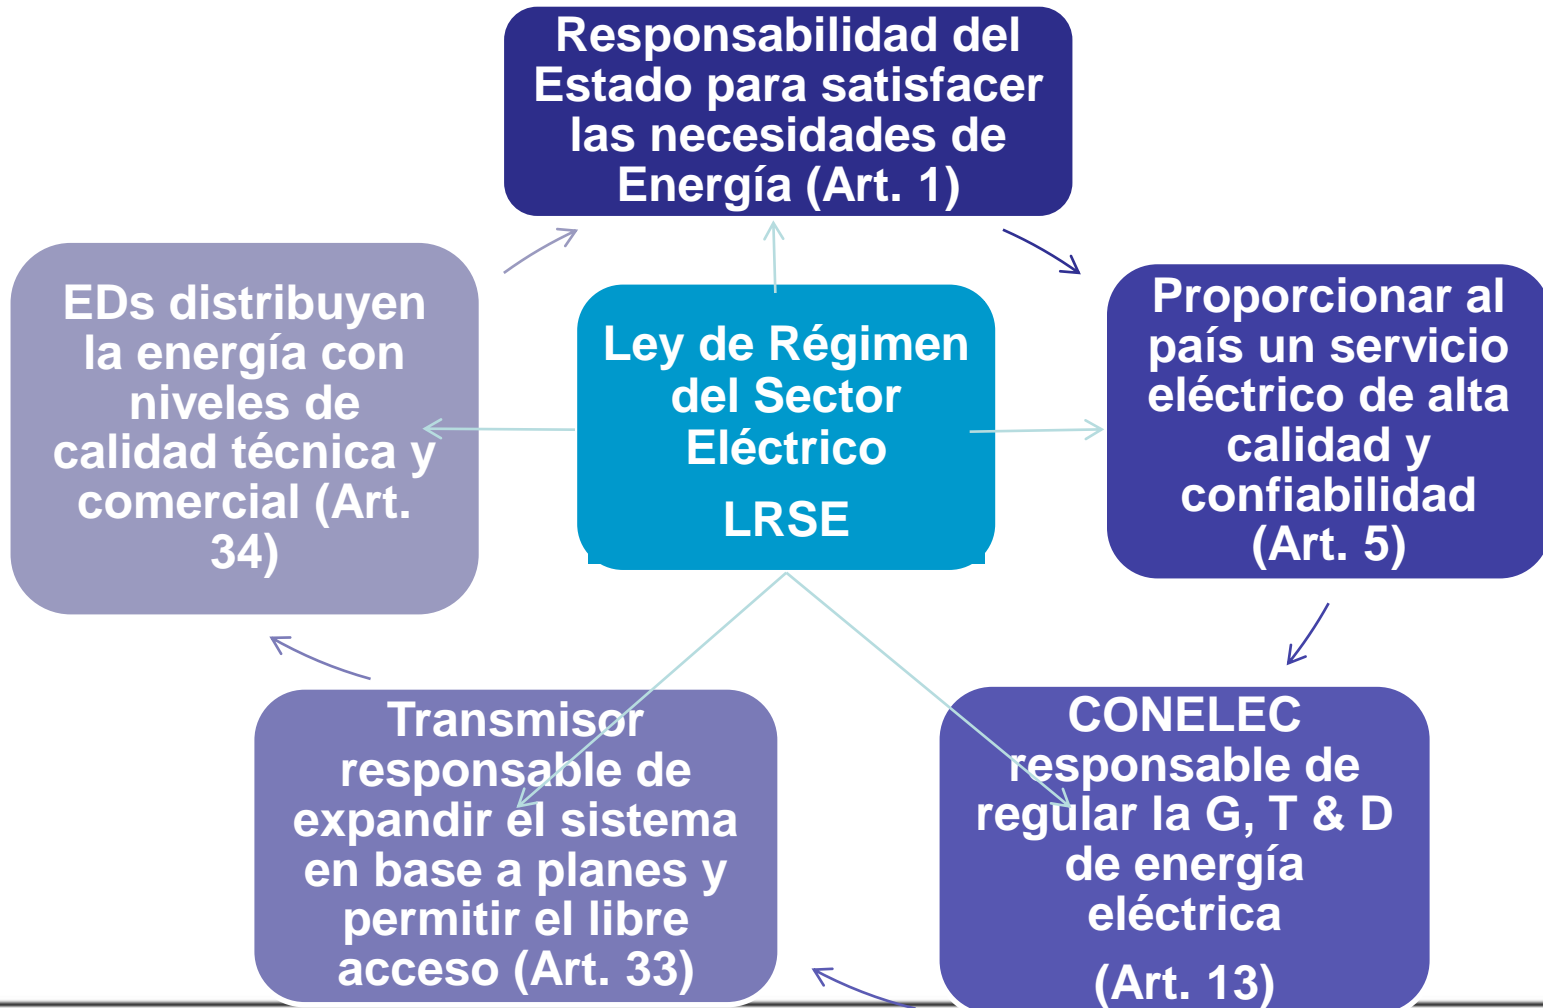 Responsabilidad del
Estado para satisfacer
las necesidades de
Energía (Art. 1)
EDs distribuyen
la energía con
niveles de
calidad técnica y
comercial (Art.
34)
Ley de Régimen
del Sector
Eléctrico
LRSE
Proporcionar al
país un servicio
eléctrico de alta
calidad y
confiabilidad
(Art. 5)
Transmisor
responsable de
expandir el sistema
en base a planes y
permitir el libre
acceso (Art. 33)
CONELEC
responsable de
regular la G, T & D
de energía
eléctrica
(Art. 13)